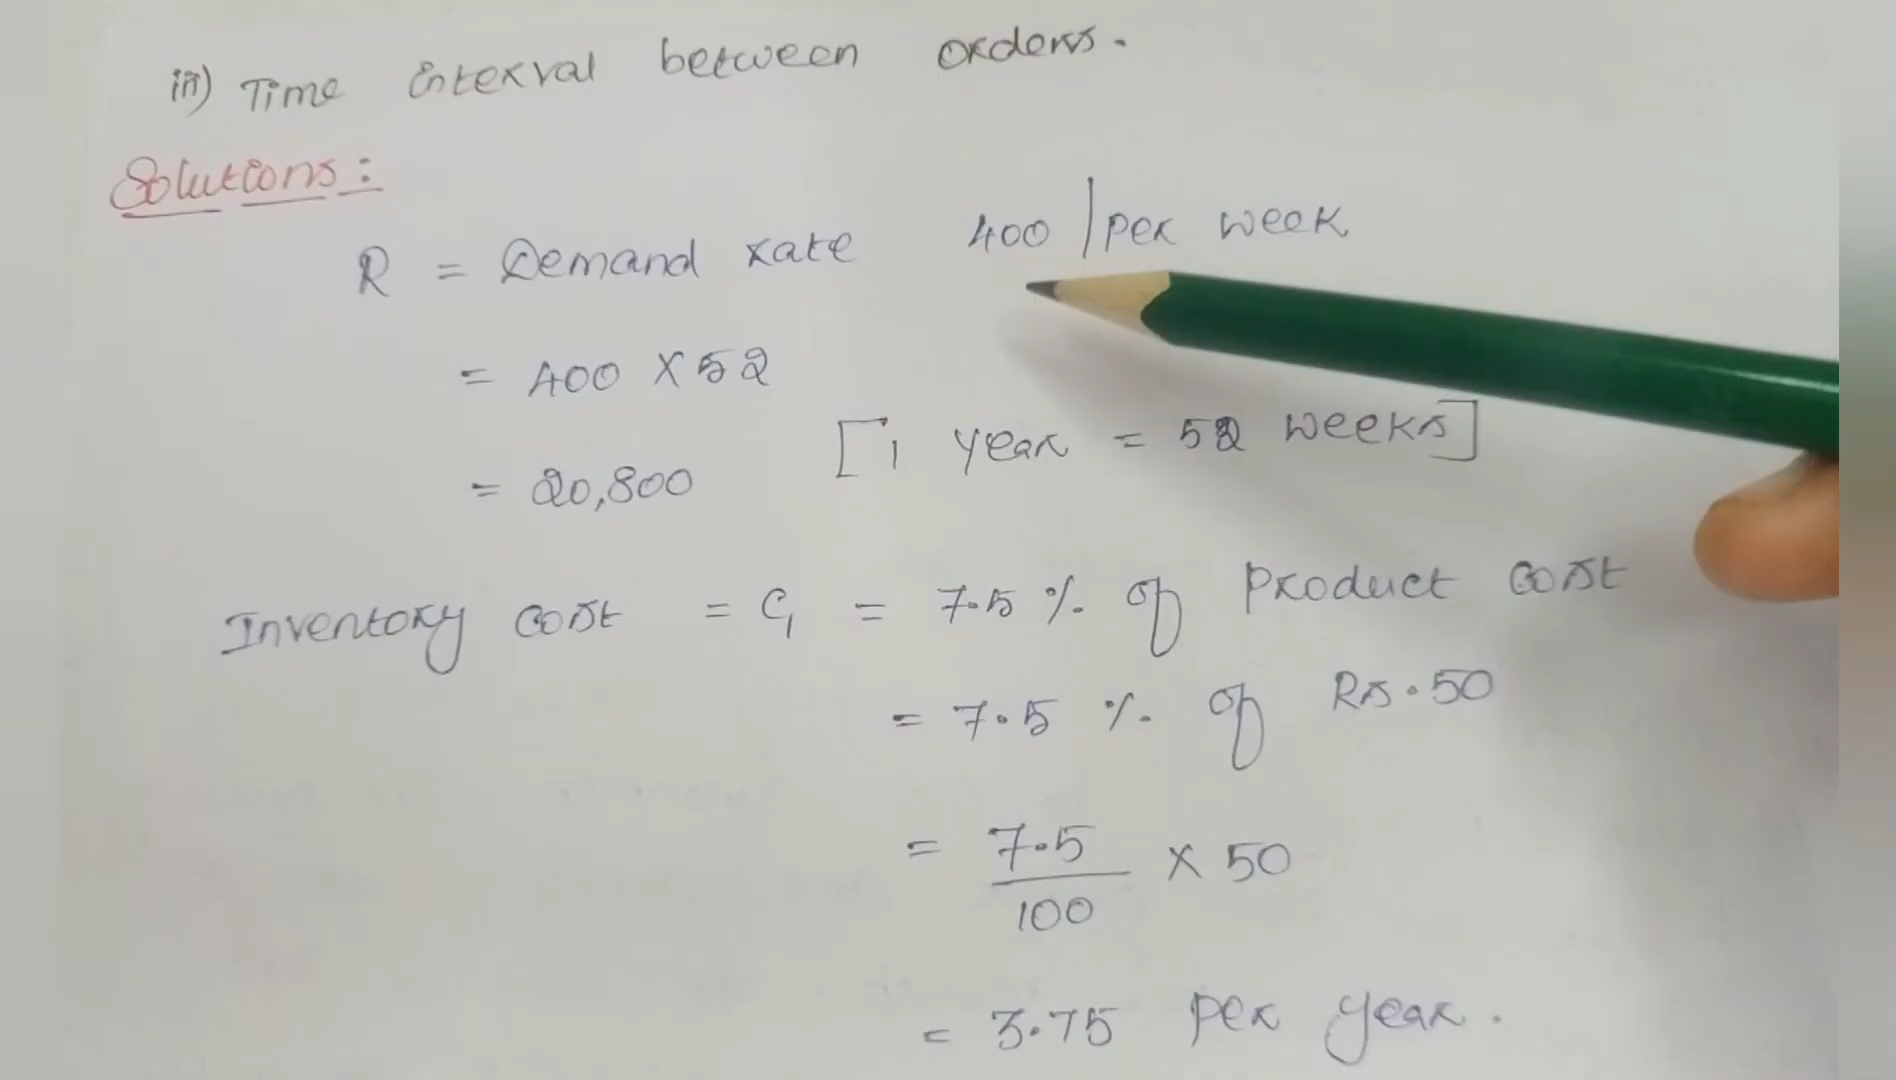 iii) Time interval between orders.
Solutions:
R = Demand rate 400 / per week
= 400 X 52
[1 year = 52 weeks]
= 20,800
Inventory cost = C1 = 7.5 % of Product cost
= 7.5 % of Rs. 50
= 7.5/100 X 50
= 3.75 per year.